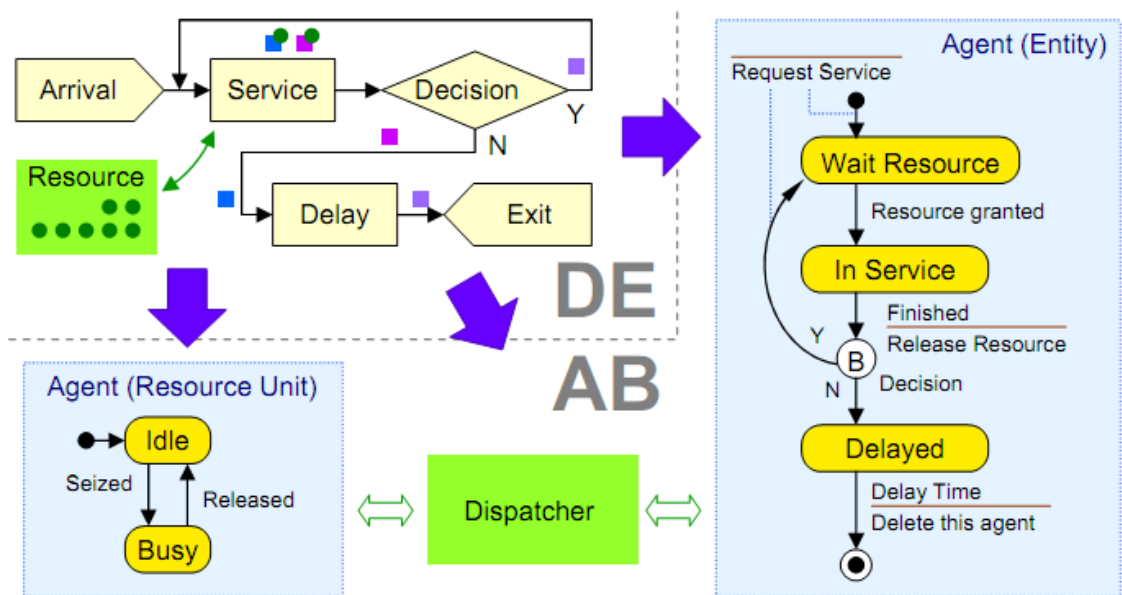 Arrival
Service
Decision
Y
N
Resource
Delay
Exit
DE
AB
Agent (Entity)
Request Service
Wait Resource
Resource granted
In Service
Finished
Release Resource
Y
B
N
Decision
Delayed
Delay Time
Delete this agent
Agent (Resource Unit)
Idle
Seized
Released
Busy
Dispatcher